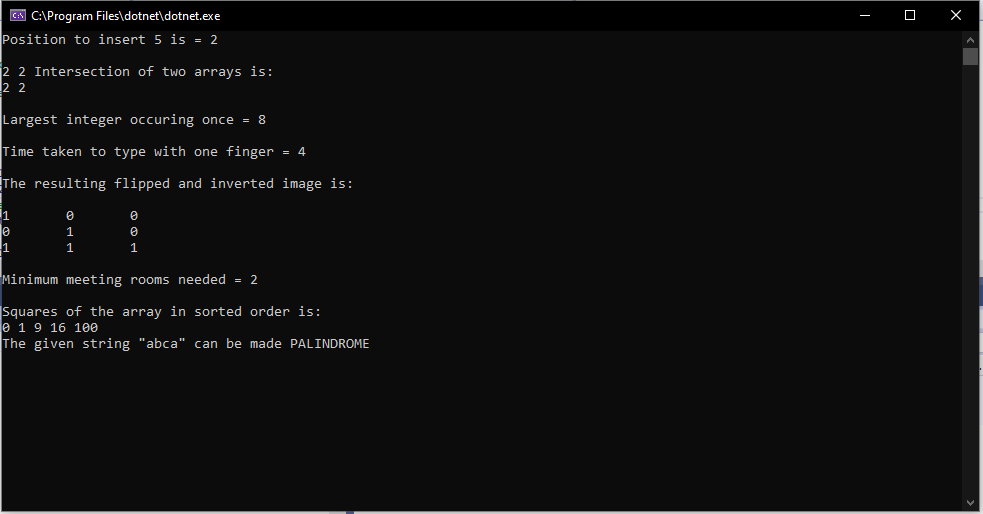 C:\Program Files\dotnet\dotnet.exe
Position to insert 5 is = 2
2 2 Intersection of two arrays is:
2 2
Largest integer occuring once = 8
Time taken to type with one finger = 4
The resulting flipped and inverted image is:
1 0 0
0 1 0
1 1 1
Minimum meeting rooms needed = 2
Squares of the array in sorted order is:
0 1 9 16 100
The given string "abca" can be made PALINDROME